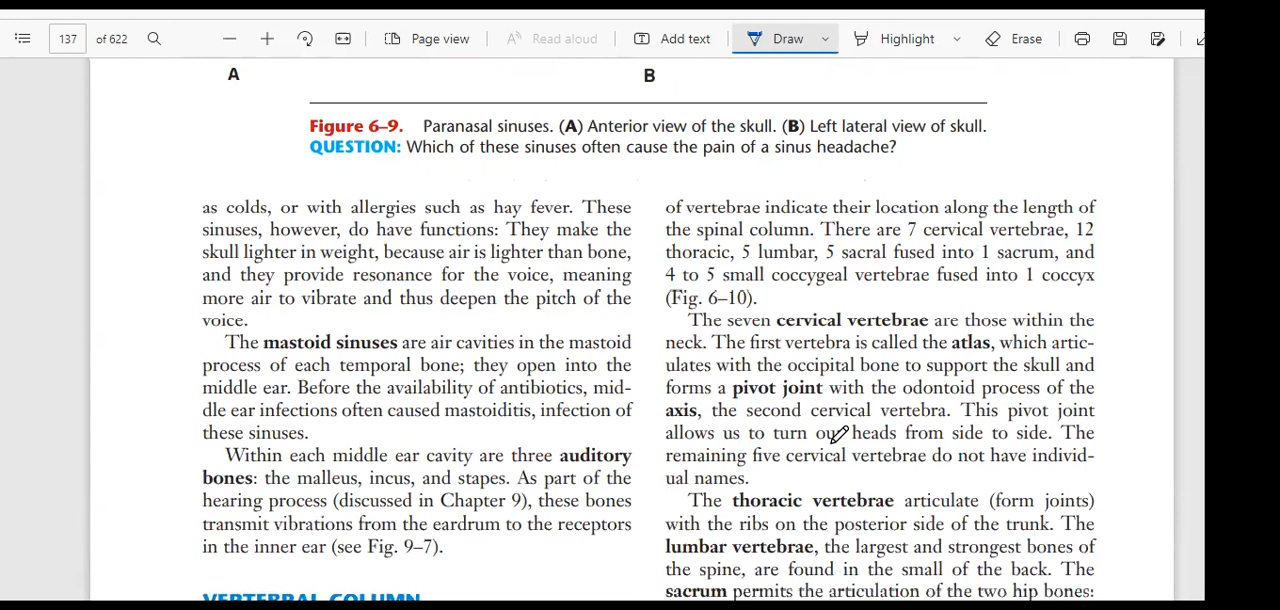 137 of 622 Page view Read aloud Add text Draw Highlight Erase
A B
Figure 6–9. Paranasal sinuses. (A) Anterior view of the skull. (B) Left lateral view of skull.
QUESTION: Which of these sinuses often cause the pain of a sinus headache?
as colds, or with allergies such as hay fever. These
sinuses, however, do have functions: They make the
skull lighter in weight, because air is lighter than bone,
and they provide resonance for the voice, meaning
more air to vibrate and thus deepen the pitch of the
voice.
The mastoid sinuses are air cavities in the mastoid
process of each temporal bone; they open into the
middle ear. Before the availability of antibiotics, mid-
dle ear infections often caused mastoiditis, infection of
these sinuses.
Within each middle ear cavity are three auditory
bones: the malleus, incus, and stapes. As part of the
hearing process (discussed in Chapter 9), these bones
transmit vibrations from the eardrum to the receptors
in the inner ear (see Fig. 9–7).
VERTEBRAL COLUMN
of vertebrae indicate their location along the length of
the spinal column. There are 7 cervical vertebrae, 12
thoracic, 5 lumbar, 5 sacral fused into 1 sacrum, and
4 to 5 small coccygeal vertebrae fused into 1 coccyx
(Fig. 6–10).
The seven cervical vertebrae are those within the
neck. The first vertebra is called the atlas, which artic-
ulates with the occipital bone to support the skull and
forms a pivot joint with the odontoid process of the
axis, the second cervical vertebra. This pivot joint
allows us to turn our heads from side to side. The
remaining five cervical vertebrae do not have individ-
ual names.
The thoracic vertebrae articulate (form joints)
with the ribs on the posterior side of the trunk. The
lumbar vertebrae, the largest and strongest bones of
the spine, are found in the small of the back. The
sacrum permits the articulation of the two hip bones: